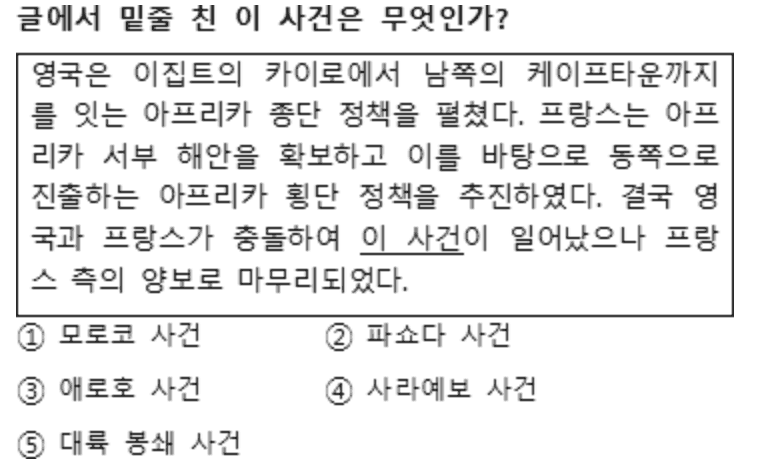 글에서 밑줄 친 이 사건은 무엇인가?
영국은 이집트의 카이로에서 남쪽의 케이프타운까지
를 잇는 아프리카 종단 정책을 펼쳤다. 프랑스는 아프
리카 서부 해안을 확보하고 이를 바탕으로 동쪽으로
진출하는 아프리카 횡단 정책을 추진하였다. 결국 영
국과 프랑스가 충돌하여 이 사건이 일어났으나 프랑
스 측의 양보로 마무리되었다.
① 모로코 사건 ② 파쇼다 사건
③ 애로호 사건 ④ 사라예보 사건
⑤ 대륙 봉쇄 사건